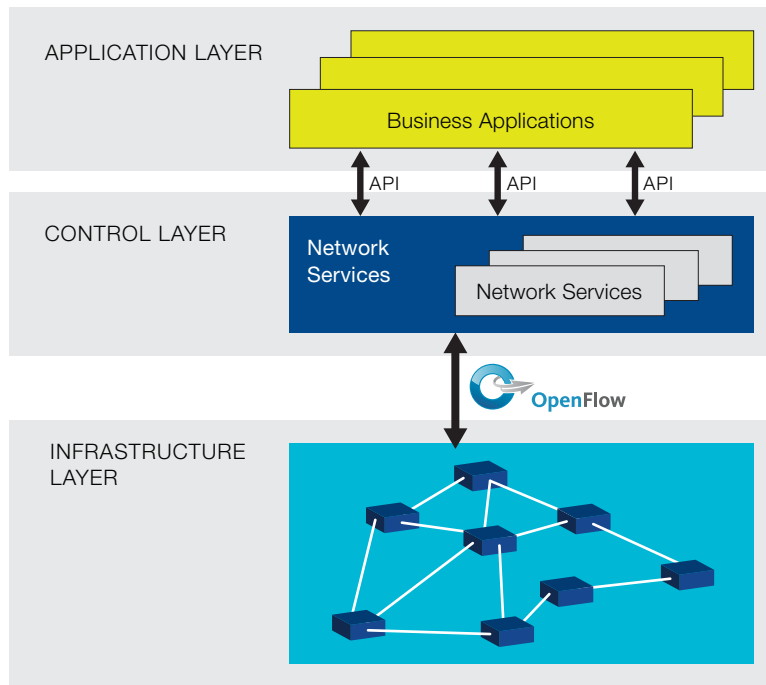 APPLICATION LAYER
Business Applications
API
API
API
CONTROL LAYER
Network
Services
Network Services
OpenFlow
INFRASTRUCTURE
LAYER